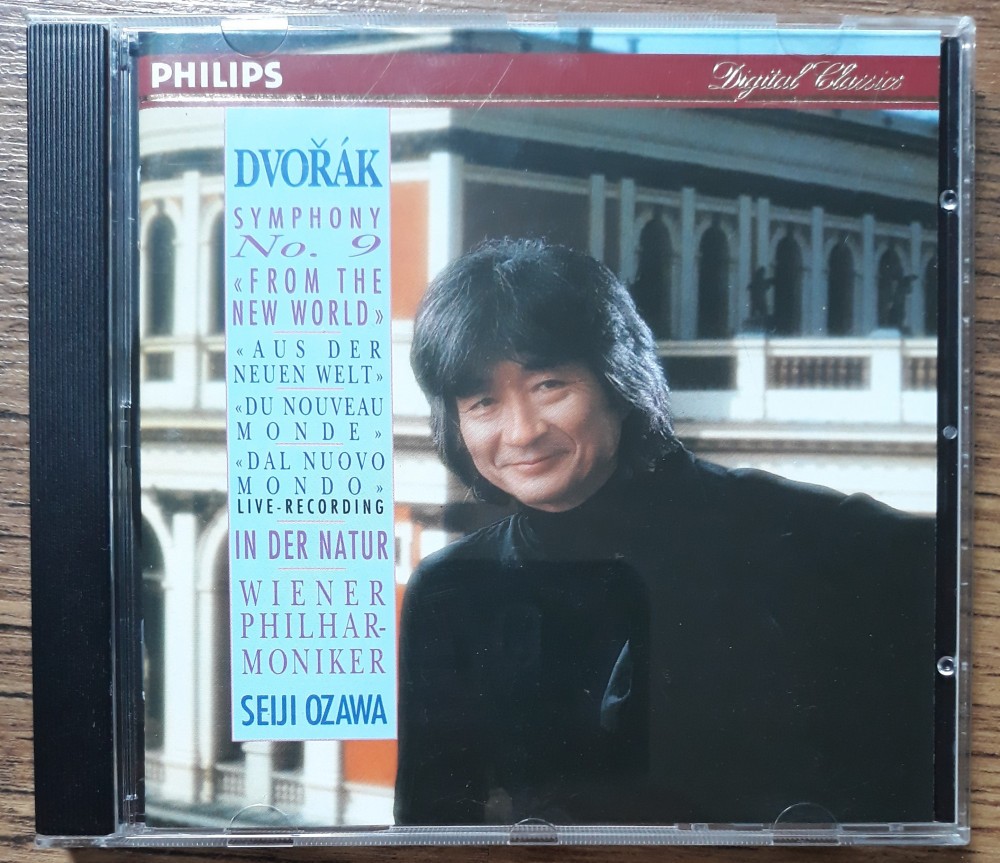 PHILIPS
Digital Classics
DVOŘÁK
SYMPHONY
No. 9
«FROM THE
NEW WORLD»
«AUS DER
NEUEN WELT»
«DU NOUVEAU
MONDE»
«DAL NUOVO
MONDO»
LIVE-RECORDING
IN DER NATUR
WIENER
PHILHAR-
MONIKER
SEIJI OZAWA